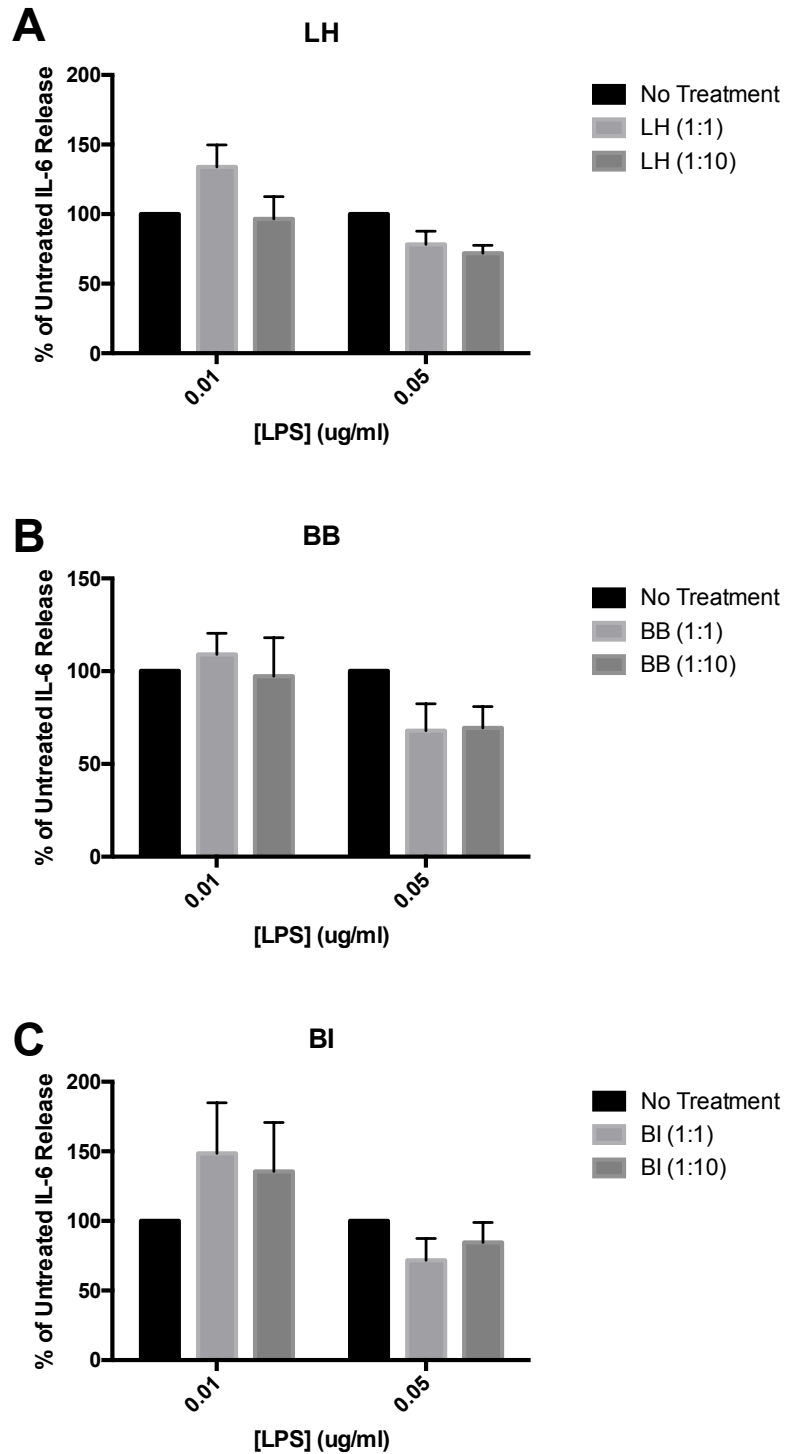 A
LH
% of Untreated IL-6 Release
200
150
100
50
0
0.01
0.05
[LPS] (ug/ml)
No Treatment
LH (1:1)
LH (1:10)
B
BB
% of Untreated IL-6 Release
150
100
50
0
0.01
0.05
[LPS] (ug/ml)
No Treatment
BB (1:1)
BB (1:10)
C
BI
% of Untreated IL-6 Release
200
150
100
50
0
0.01
0.05
[LPS] (ug/ml)
No Treatment
BI (1:1)
BI (1:10)